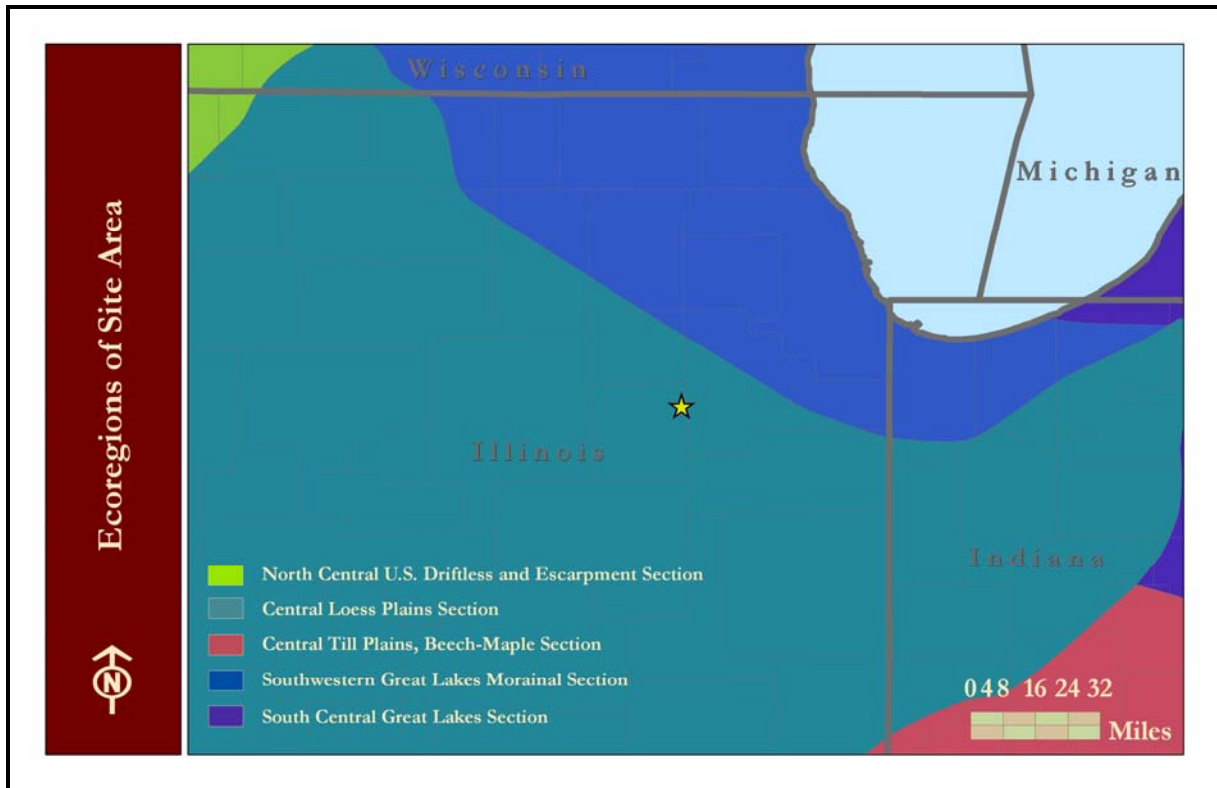 Ecoregions of Site Area
N
Wisconsin
Michigan
Illinois
Indiana
North Central U.S. Driftless and Escarpment Section
Central Loess Plains Section
Central Till Plains, Beech-Maple Section
Southwestern Great Lakes Morainal Section
South Central Great Lakes Section
0 4 8 16 24 32
Miles